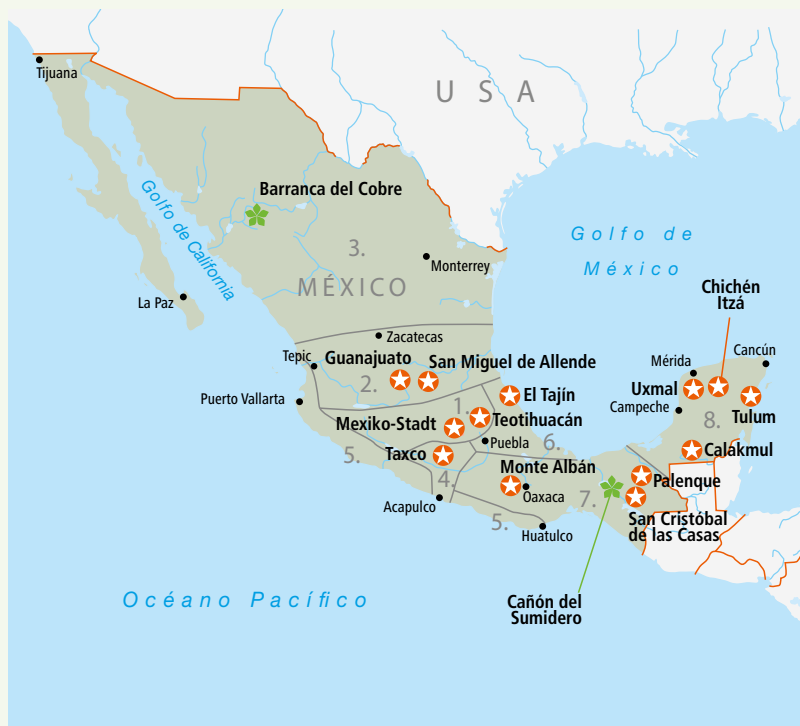 Tijuana
USA
Barranca del Cobre
Golfo de California
3.
Monterrey
MÉXICO
Golfo de
México
La Paz
Chichén
Itzá
Zacatecas
Tepic
Guanajuato
San Miguel de Allende
Mérida
Cancún
2.
Puerto Vallarta
El Tajín
Uxmal
Campeche
Tulum
1.
Teotihuacán
Mexiko-Stadt
8.
Puebla
6.
Taxco
5.
Calákmul
Monte Albán
4.
Palenque
Oaxaca
7.
Acapulco
5.
Huatulco
San Cristóbal
de las Casas
Océano Pacífico
Cañón del
Sumidero